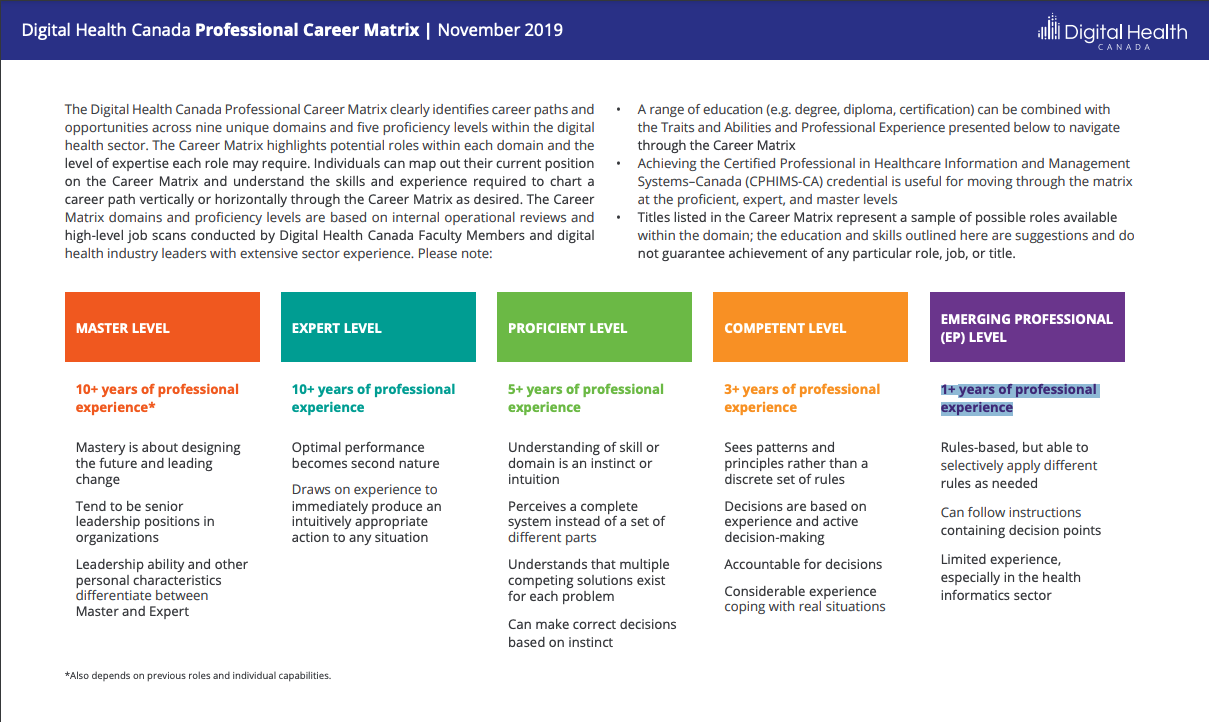 Digital Health Canada Professional Career Matrix | November 2019
Digital Health
CANADA
The Digital Health Canada Professional Career Matrix clearly identifies career paths and
opportunities across nine unique domains and five proficiency levels within the digital
health sector. The Career Matrix highlights potential roles within each domain and the
level of expertise each role may require. Individuals can map out their current position
on the Career Matrix and understand the skills and experience required to chart a
career path vertically or horizontally through the Career Matrix as desired. The Career
Matrix domains and proficiency levels are based on internal operational reviews and
high-level job scans conducted by Digital Health Canada Faculty Members and digital
health industry leaders with extensive sector experience. Please note:
• A range of education (e.g. degree, diploma, certification) can be combined with
the Traits and Abilities and Professional Experience presented below to navigate
through the Career Matrix
• Achieving the Certified Professional in Healthcare Information and Management
Systems–Canada (CPHIMS-CA) credential is useful for moving through the matrix
at the proficient, expert, and master levels
• Titles listed in the Career Matrix represent a sample of possible roles available
within the domain; the education and skills outlined here are suggestions and do
not guarantee achievement of any particular role, job, or title.
MASTER LEVEL
10+ years of professional
experience*
Mastery is about designing
the future and leading
change
Tend to be senior
leadership positions in
organizations
Leadership ability and other
personal characteristics
differentiate between
Master and Expert
EXPERT LEVEL
10+ years of professional
experience
Optimal performance
becomes second nature
Draws on experience to
immediately produce an
intuitively appropriate
action to any situation
PROFICIENT LEVEL
5+ years of professional
experience
Understanding of skill or
domain is an instinct or
intuition
Perceives a complete
system instead of a set of
different parts
Understands that multiple
competing solutions exist
for each problem
Can make correct decisions
based on instinct
COMPETENT LEVEL
3+ years of professional
experience
Sees patterns and
principles rather than a
discrete set of rules
Decisions are based on
experience and active
decision-making
Accountable for decisions
Considerable experience
coping with real situations
EMERGING PROFESSIONAL
(EP) LEVEL
1+ years of professional
experience
Rules-based, but able to
selectively apply different
rules as needed
Can follow instructions
containing decision points
Limited experience,
especially in the health
informatics sector
*Also depends on previous roles and individual capabilities.